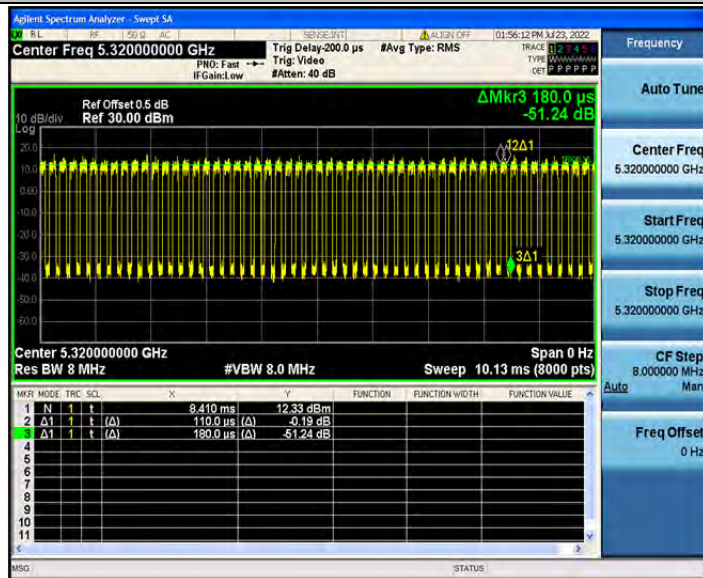 Agilent Spectrum Analyzer - Swept SA
RL RF 50 Ω AC SENSE:INT ALIGN OFF 01:56:12 PM Jul 23, 2022
Center Freq 5.320000000 GHz Trig Delay-200.0 µs #Avg Type: RMS TRACE 1 2 3 4 5 6
PNO: Fast Trig: Video TYPE W
IFGain:Low #Atten: 40 dB DET P P P P P P
ΔMkr3 180.0 µs
-51.24 dB
Ref Offset 0.5 dB
10 dB/div Ref 30.00 dBm
Log
20.0
10.0
0.00
-10.0
-20.0
-30.0
-40.0
-50.0
-60.0
12Δ1
3Δ1
Center 5.320000000 GHz Span 0 Hz
Res BW 8 MHz #VBW 8.0 MHz Sweep 10.13 ms (8000 pts)
MKR MODE TRC SCL X Y FUNCTION FUNCTION WIDTH FUNCTION VALUE
1 N 1 t 8.410 ms 12.33 dBm
2 Δ1 1 t (Δ) 110.0 µs (Δ) -0.19 dB
3 Δ1 1 t (Δ) 180.0 µs (Δ) -51.24 dB
4
5
6
7
8
9
10
11
MSG STATUS
Frequency
Auto Tune
Center Freq
5.320000000 GHz
Start Freq
5.320000000 GHz
Stop Freq
5.320000000 GHz
CF Step
8.000000 MHz
Auto Man
Freq Offset
0 Hz